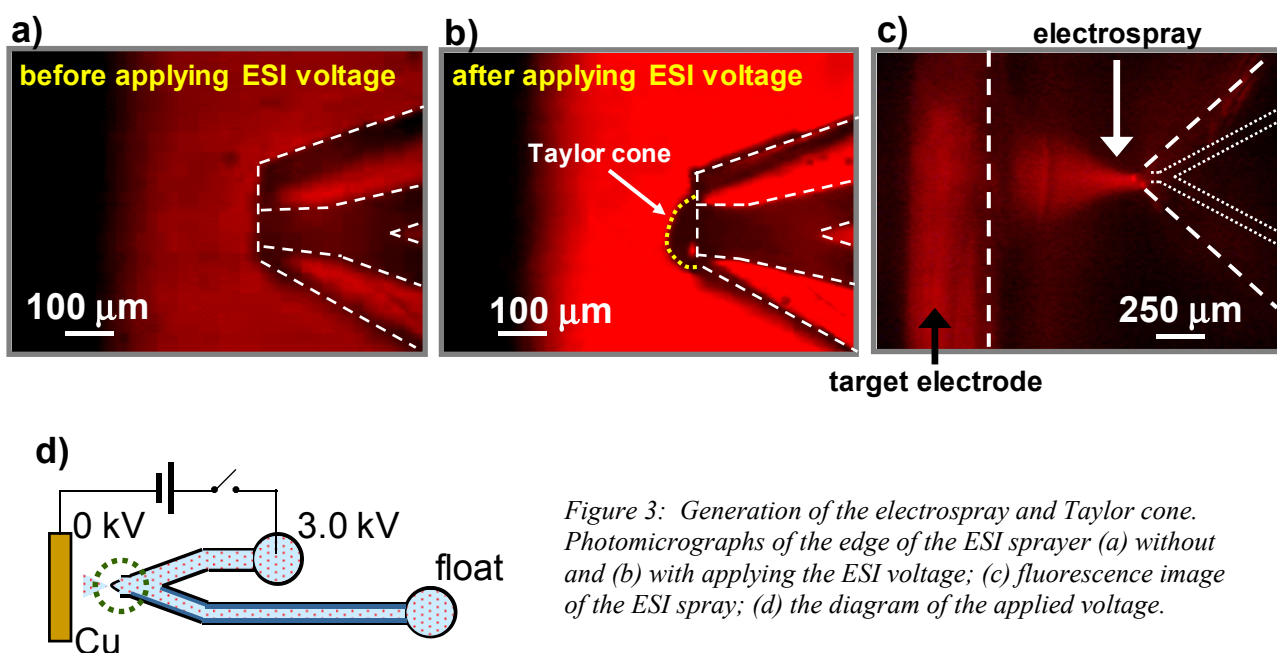 a)
before applying ESI voltage
100 μm
b)
after applying ESI voltage
Taylor cone
100 μm
c)
electrospray
250 μm
target electrode
d)
0 kV
3.0 kV
float
Cu
Figure 3: Generation of the electrospray and Taylor cone.
Photomicrographs of the edge of the ESI sprayer (a) without
and (b) with applying the ESI voltage; (c) fluorescence image
of the ESI spray; (d) the diagram of the applied voltage.